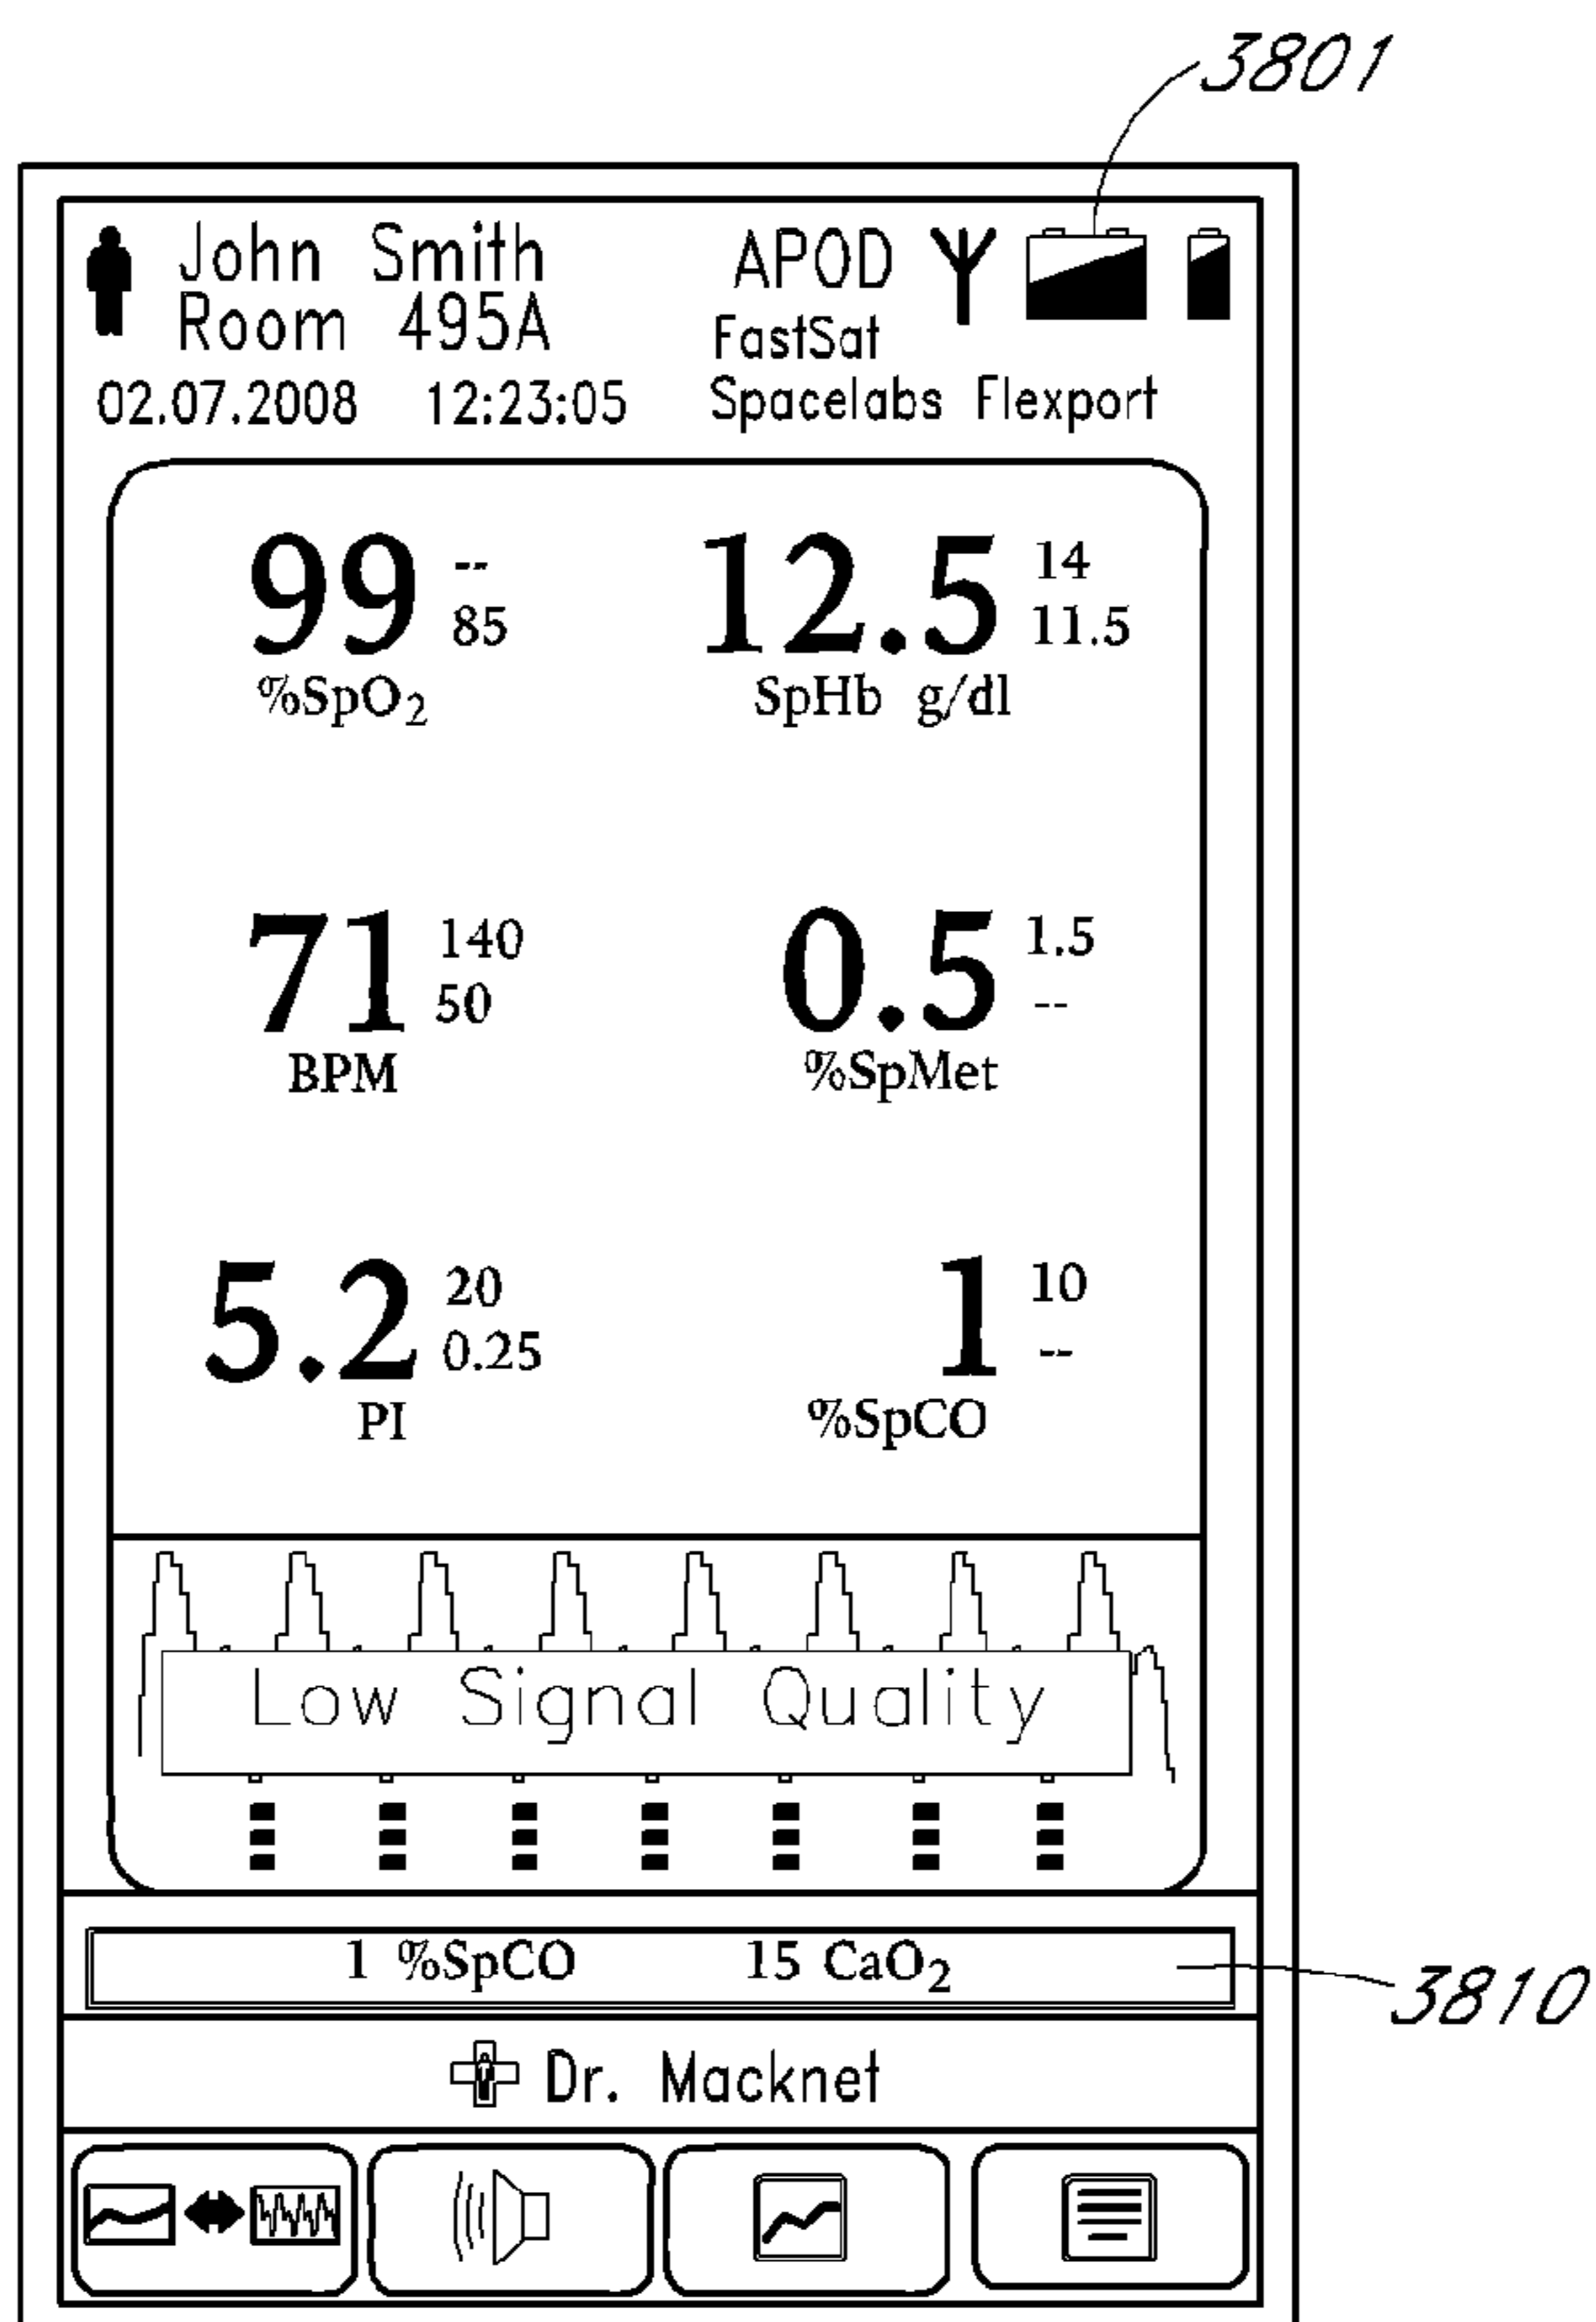 3801
John Smith APOD
Room 495A FastSat
02.07.2008 12:23:05 Spacelabs Flexport
99 -- 85 12.5 14 11.5
%SpO₂ SpHb g/dl
71 140 50 0.5 1.5 --
BPM %SpMet
5.2 20 0.25 1 10 --
PI %SpCO
Low Signal Quality
1 %SpCO 15 CaO₂
3810
Dr. Macknet